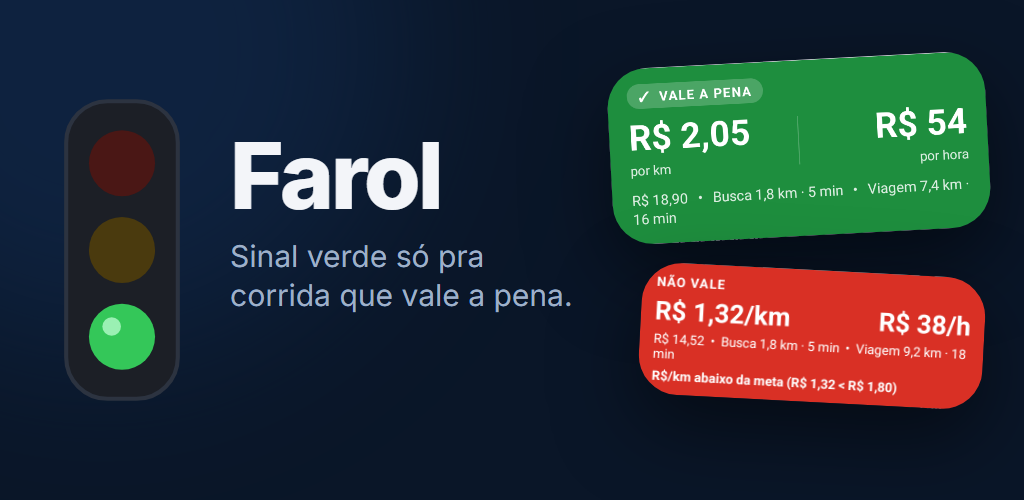 Farol
Sinal verde só pra
corrida que vale a pena.
✓ VALE A PENA
R$ 2,05
por km
R$ 54
por hora
R$ 18,90 • Busca 1,8 km · 5 min • Viagem 7,4 km ·
16 min
NÃO VALE
R$ 1,32/km
R$ 38/h
R$ 14,52 • Busca 1,8 km · 5 min • Viagem 9,2 km · 18
min
R$/km abaixo da meta (R$ 1,32 < R$ 1,80)